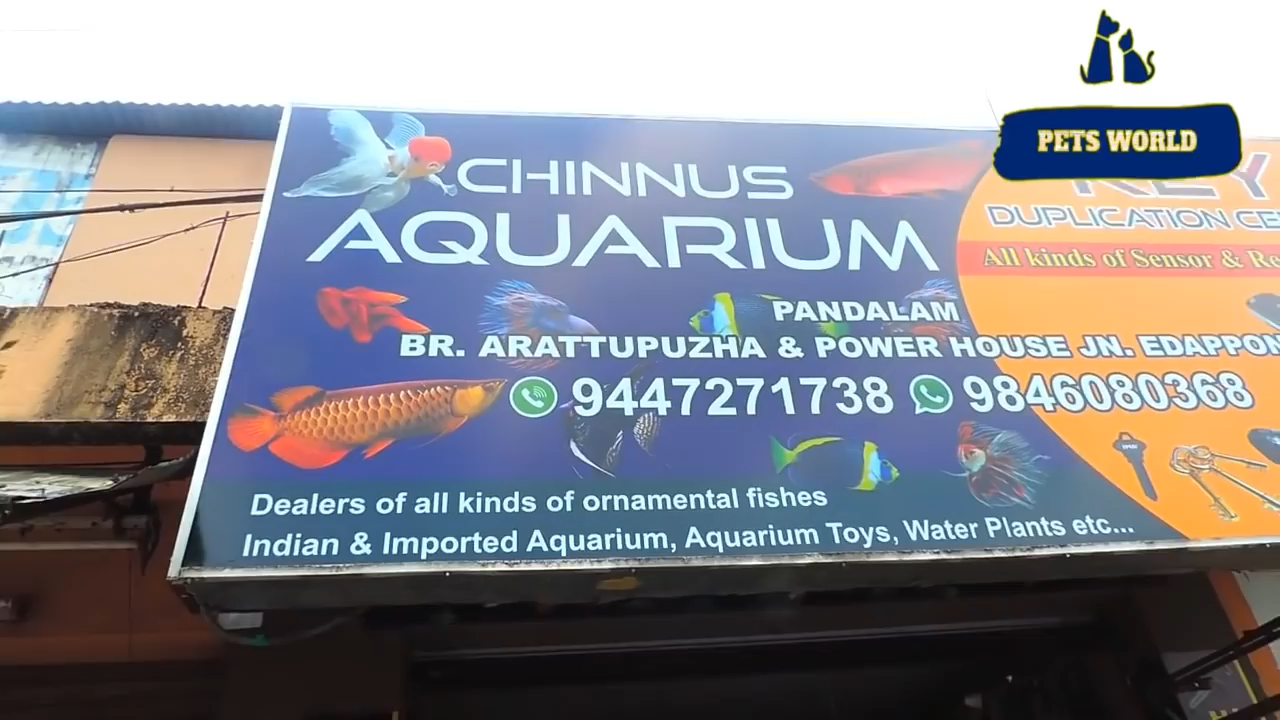 PETS WORLD
CHINNUS
AQUARIUM
PANDALAM
BR. ARATTUPUZHA & POWER HOUSE JN. EDAPPON
9447271738 9846080368
Dealers of all kinds of ornamental fishes
Indian & Imported Aquarium, Aquarium Toys, Water Plants etc...
KEY
DUPLICATION CE
All kinds of Sensor & Re